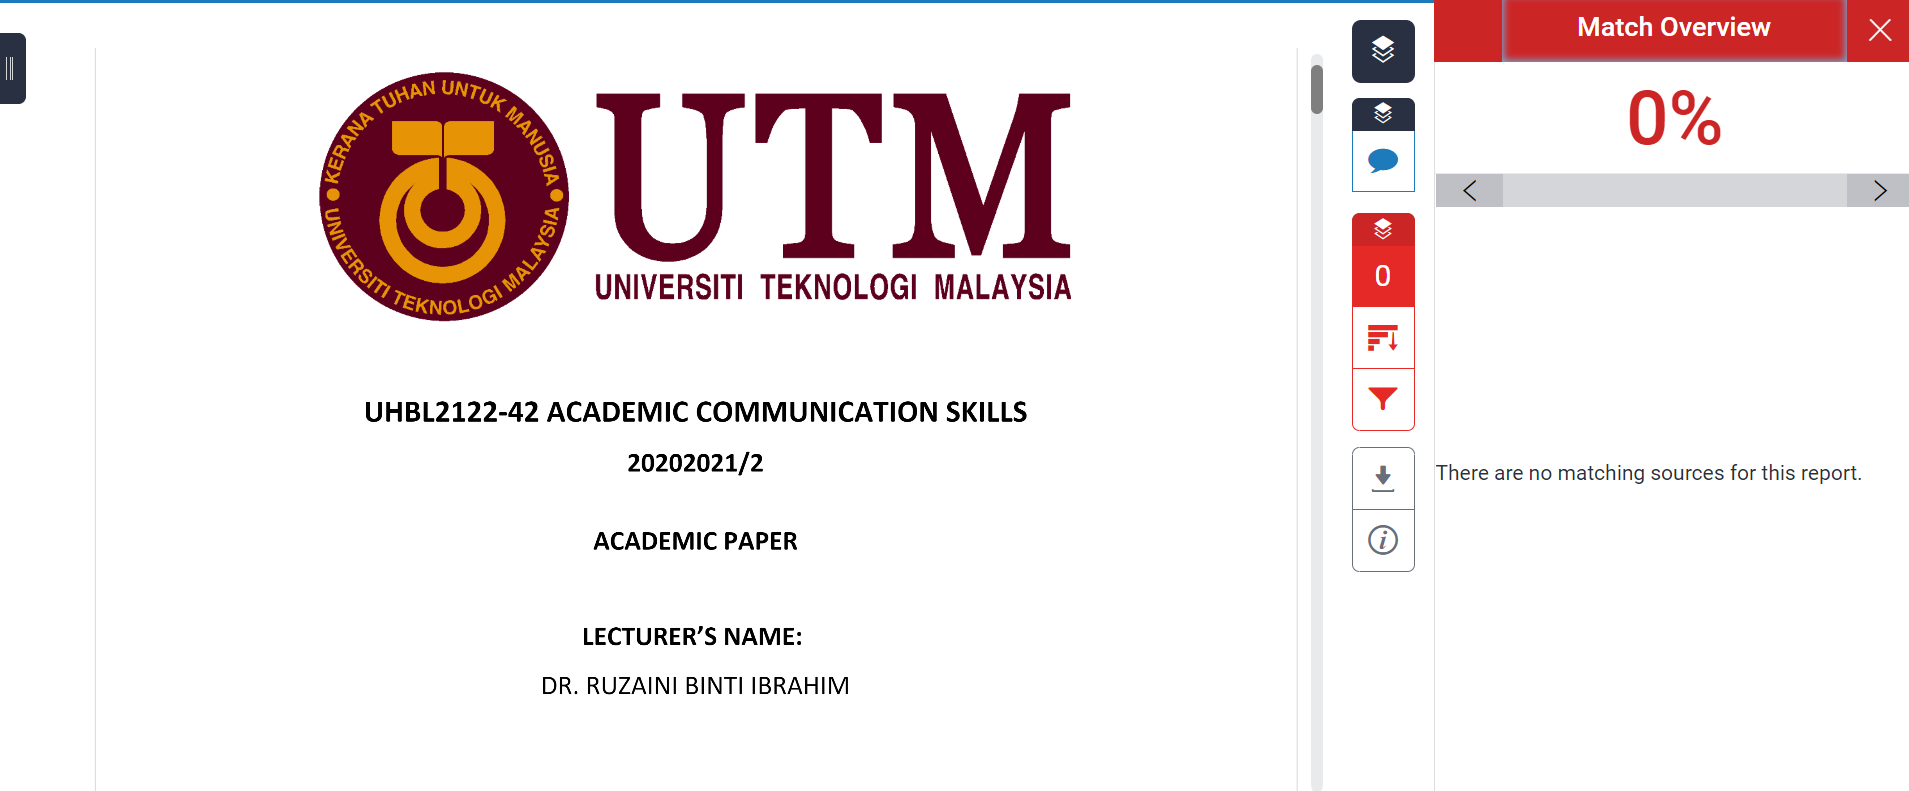 KERANA TUHAN UNTUK MANUSIA
UNIVERSITI TEKNOLOGI MALAYSIA
UTM
UNIVERSITI TEKNOLOGI MALAYSIA
UHBL2122-42 ACADEMIC COMMUNICATION SKILLS
20202021/2
ACADEMIC PAPER
LECTURER’S NAME:
DR. RUZAINI BINTI IBRAHIM
0
i
Match Overview
0%
There are no matching sources for this report.